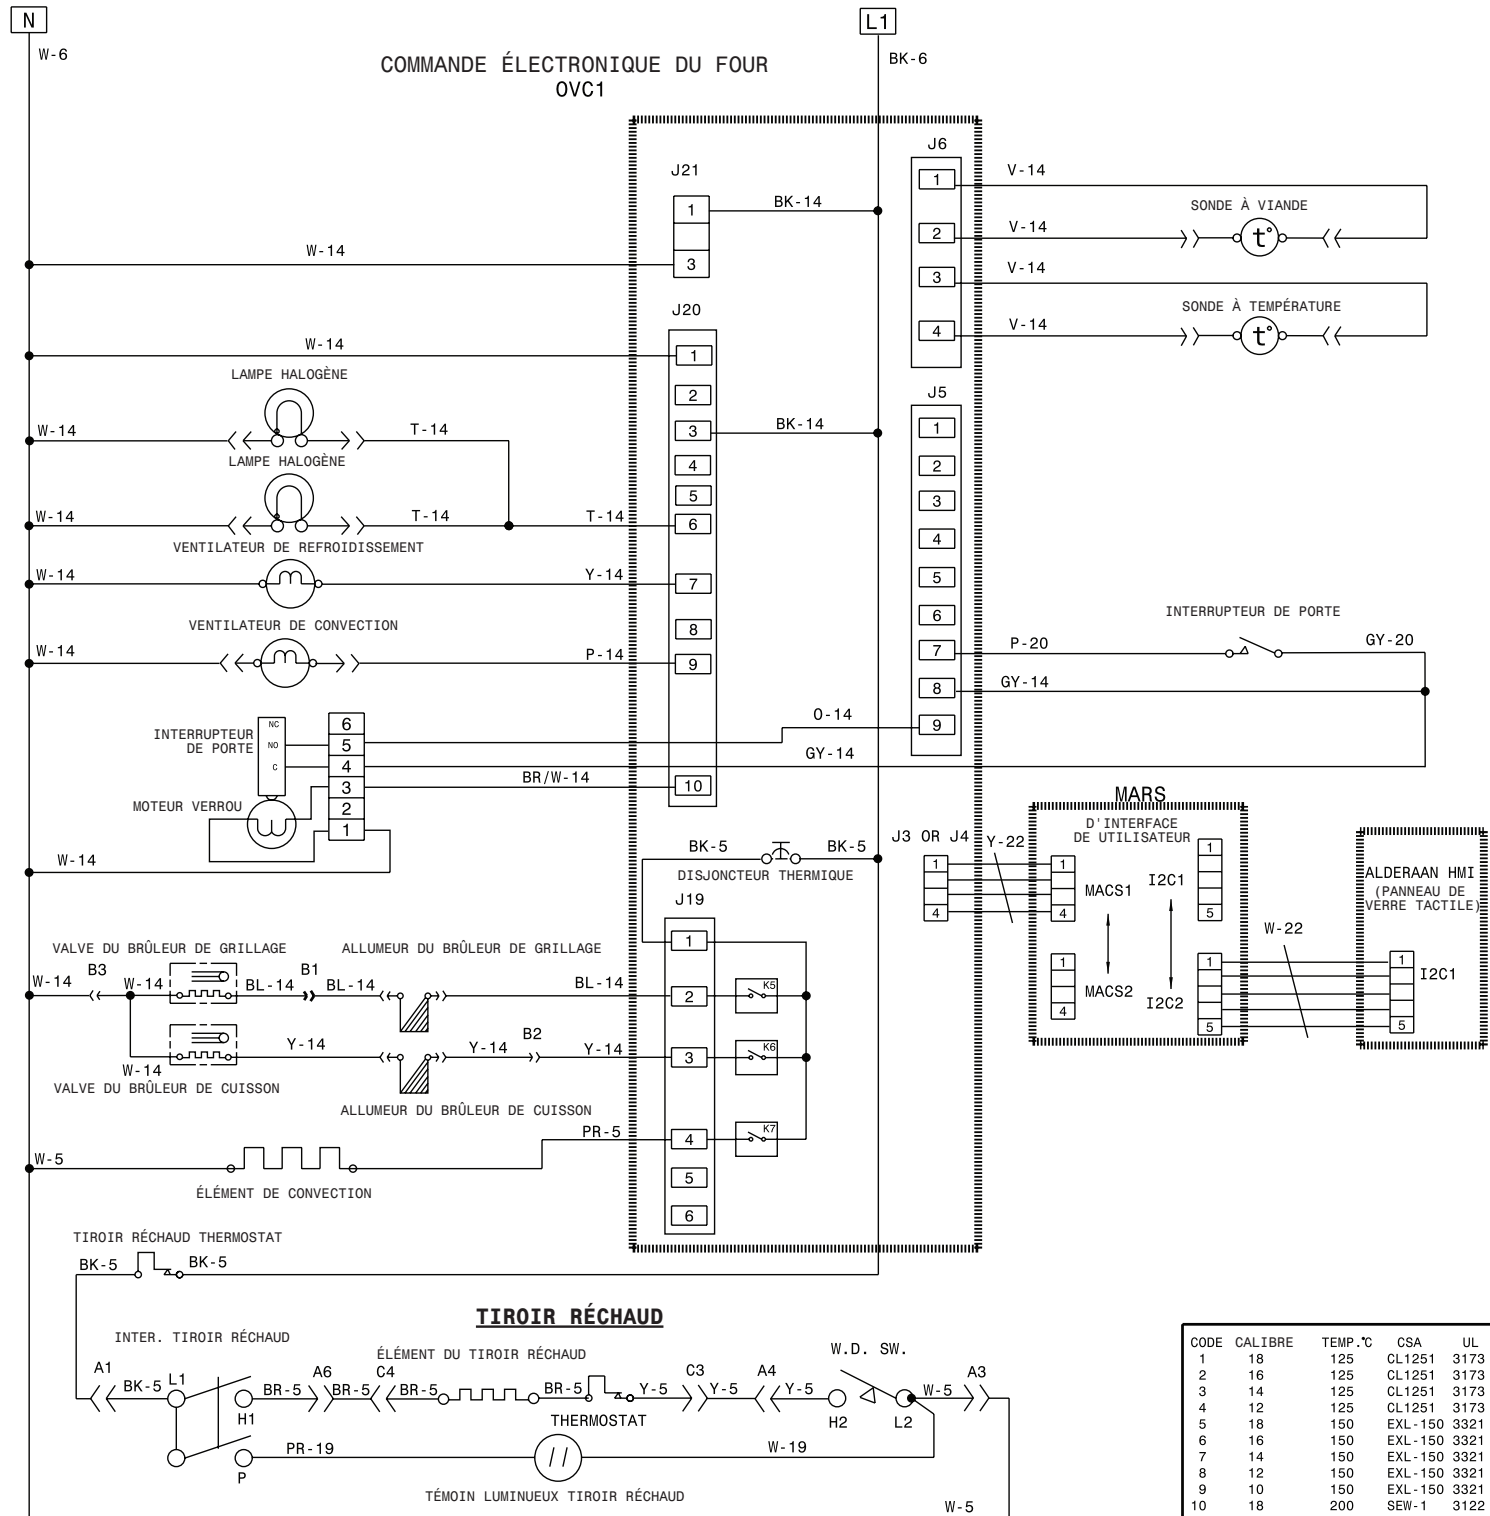 N
L1
W-6
BK-6
COMMANDE ÉLECTRONIQUE DU FOUR
OVC1
J21
J6
1
BK-14
1
V-14
SONDE À VIANDE
2
V-14
t°
W-14
3
3
V-14
J20
SONDE À TEMPÉRATURE
4
V-14
t°
W-14
1
LAMPE HALOGÈNE
2
J5
W-14
T-14
3
BK-14
1
LAMPE HALOGÈNE
4
2
5
3
W-14
T-14
T-14
6
4
VENTILATEUR DE REFROIDISSEMENT
W-14
Y-14
7
5
VENTILATEUR DE CONVECTION
8
6
INTERRUPTEUR DE PORTE
W-14
P-14
9
7
P-20
GY-20
8
GY-14
INTERRUPTEUR
DE PORTE
NC
NO
C
6
5
4
3
2
1
O-14
9
GY-14
BR/W-14
10
MOTEUR VERROU
MARS
D'INTERFACE
DE UTILISATEUR
W-14
BK-5
BK-5
DISJONCTEUR THERMIQUE
J3 OR J4
Y-22
1
4
1
4
MACS1
I2C1
1
5
ALDERAAN HMI
(PANNEAU DE
VERRE TACTILE)
J19
1
W-22
VALVE DU BRÛLEUR DE GRILLAGE
ALLUMEUR DU BRÛLEUR DE GRILLAGE
1
4
MACS2
I2C2
1
5
1
5
I2C1
W-14
B3
W-14
BL-14
B1
BL-14
BL-14
2
K5
W-14
Y-14
Y-14
B2
Y-14
3
K6
VALVE DU BRÛLEUR DE CUISSON
ALLUMEUR DU BRÛLEUR DE CUISSON
PR-5
4
K7
W-5
5
ÉLÉMENT DE CONVECTION
6
TIROIR RÉCHAUD THERMOSTAT
BK-5
BK-5
TIROIR RÉCHAUD
INTER. TIROIR RÉCHAUD
ÉLÉMENT DU TIROIR RÉCHAUD
W.D. SW.
A1
BK-5
L1
H1
BR-5
A6
BR-5
C4
BR-5
BR-5
THERMOSTAT
Y-5
C3
Y-5
A4
Y-5
H2
L2
W-5
A3
P
PR-19
W-19
TÉMOIN LUMINEUX TIROIR RÉCHAUD
W-5
CODE CALIBRE TEMP.°C CSA UL
1 18 125 CL1251 3173
2 16 125 CL1251 3173
3 14 125 CL1251 3173
4 12 125 CL1251 3173
5 18 150 EXL-150 3321
6 16 150 EXL-150 3321
7 14 150 EXL-150 3321
8 12 150 EXL-150 3321
9 10 150 EXL-150 3321
10 18 200 SEW-1 3122